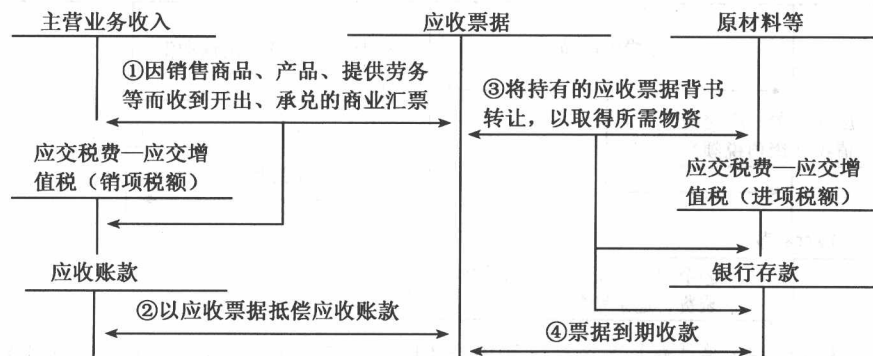 主营业务收入
应收票据
原材料等
①因销售商品、产品、提供劳务
等而收到开出、承兑的商业汇票
③将持有的应收票据背书
转让，以取得所需物资
应交税费—应交增
值税（销项税额）
应交税费—应交增
值税（进项税额）
应收账款
银行存款
②以应收票据抵偿应收账款
④票据到期收款